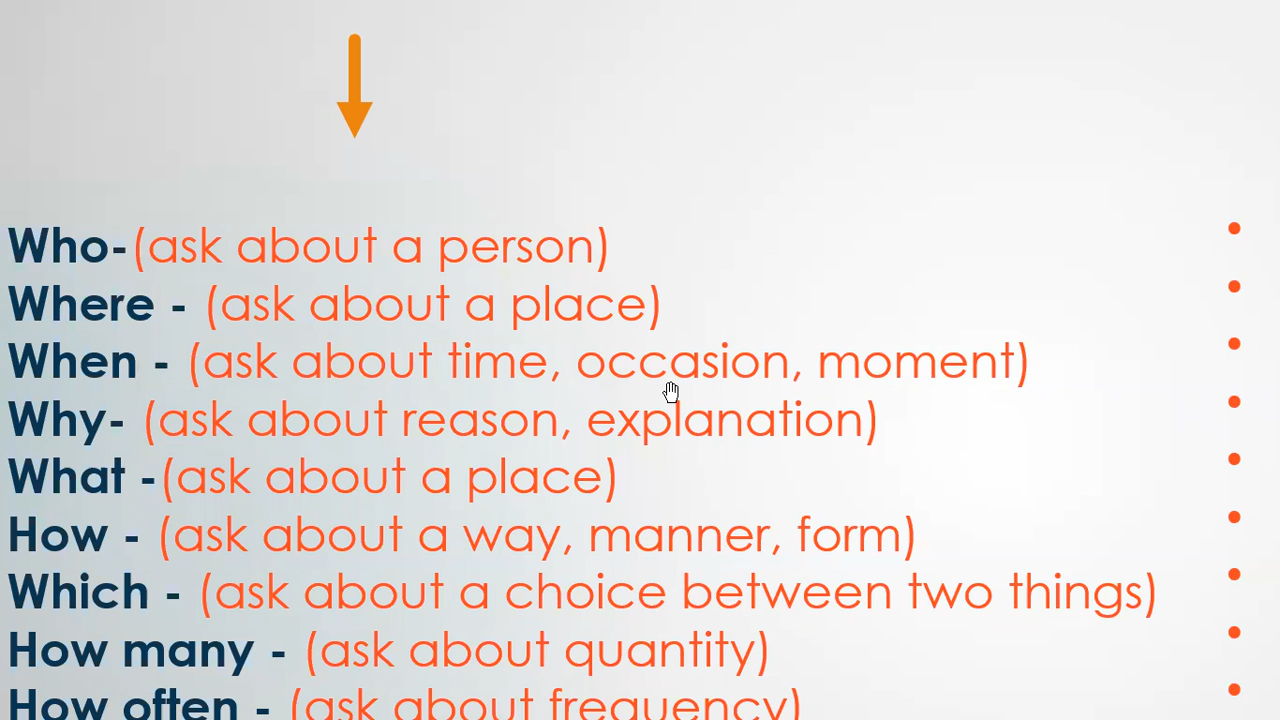 Who-(ask about a person)
Where - (ask about a place)
When - (ask about time, occasion, moment)
Why- (ask about reason, explanation)
What -(ask about a place)
How - (ask about a way, manner, form)
Which - (ask about a choice between two things)
How many - (ask about quantity)
How often - (ask about frequency)